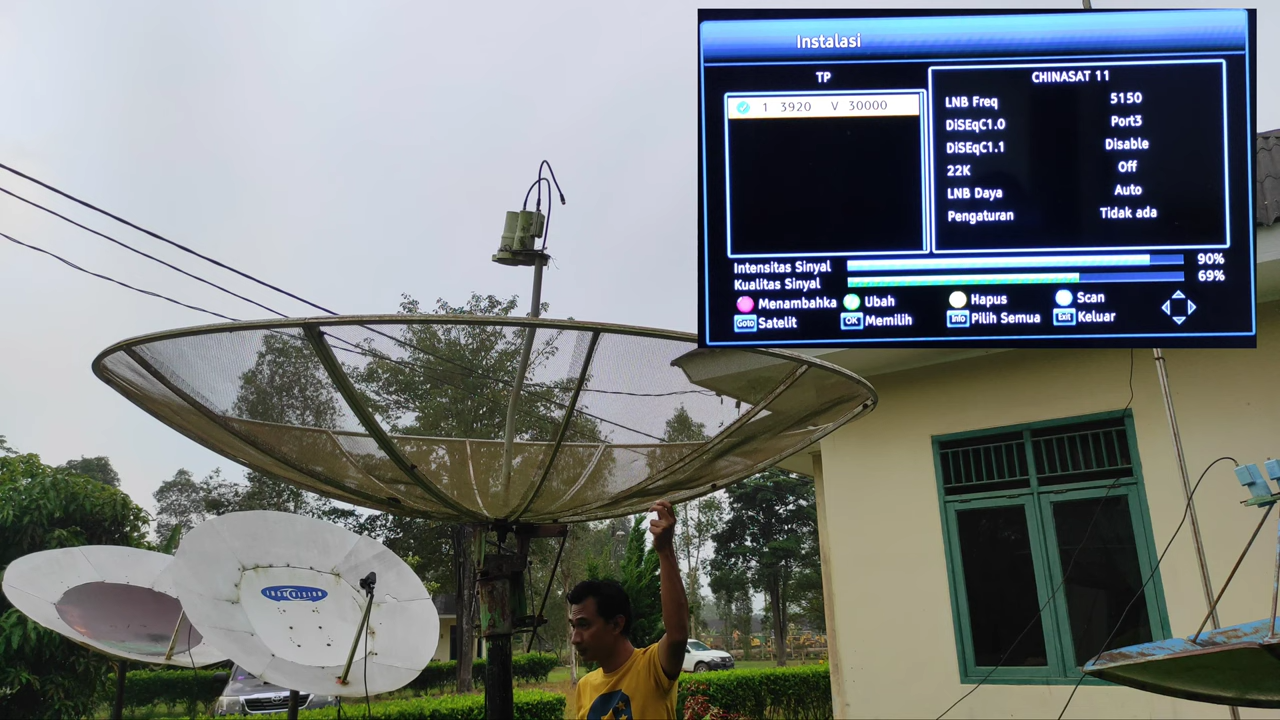 Instalasi
TP
1 3920 V 30000
CHINASAT 11
LNB Freq 5150
DiSEqC1.0 Port3
DiSEqC1.1 Disable
22K Off
LNB Daya Auto
Pengaturan Tidak ada
Intensitas Sinyal 90%
Kualitas Sinyal 69%
Menambahka Ubah Hapus Scan
Goto Satelit OK Memilih Info Pilih Semua Exit Keluar
INDOVISION